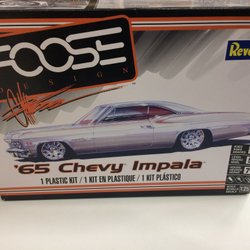 FOOSE
DESIGN
Revell
'65 Chevy Impala
1 PLASTIC KIT / 1 KIT EN PLASTIQUE / 1 KIT PLÁSTICO